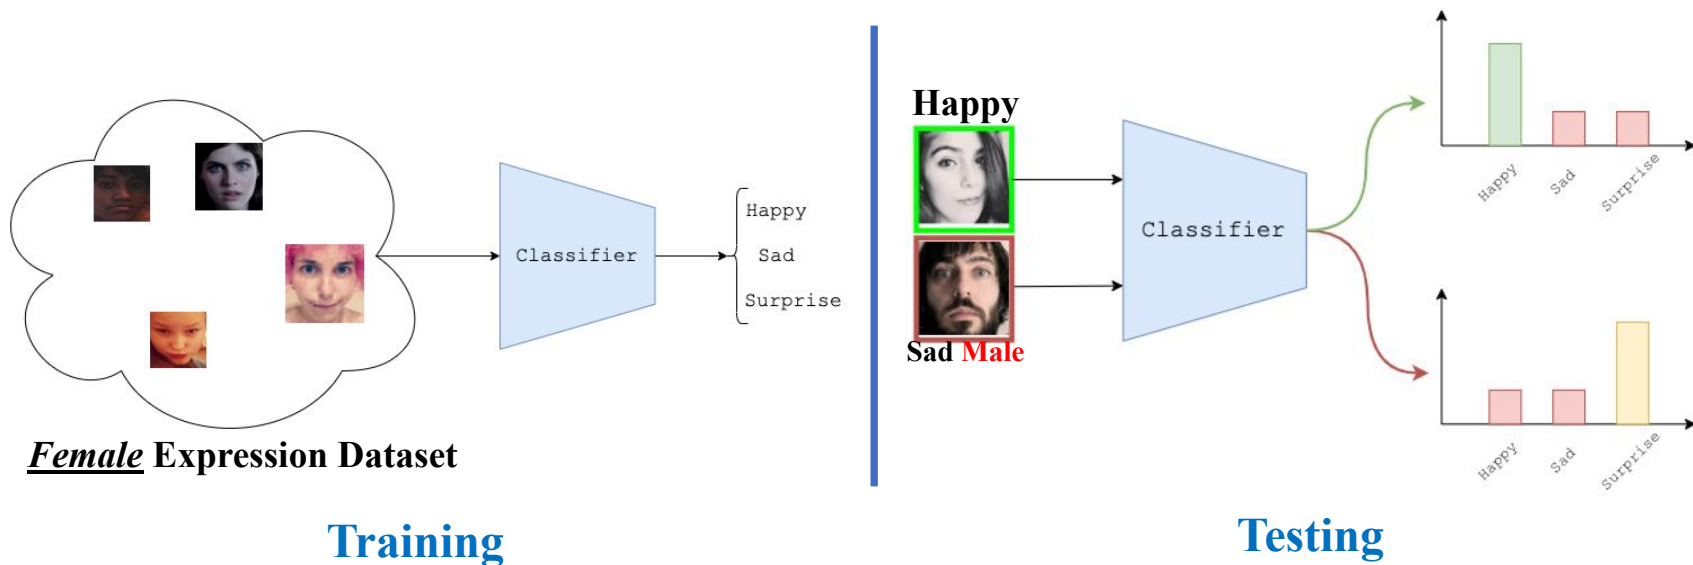 Female Expression Dataset
Classifier
Happy
Sad
Surprise
Training
Happy
Sad Male
Classifier
Happy
Sad
Surprise
Happy
Sad
Surprise
Testing